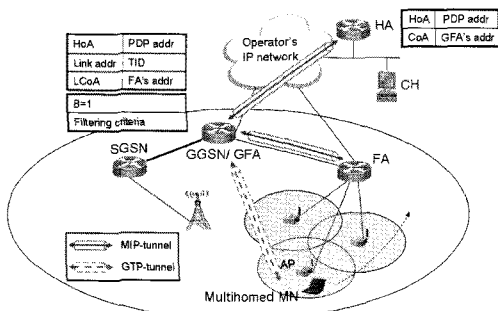 HoA PDP addr
Link addr TID
LCoA FA's addr
B=1
Filtering criteria
Operator's
IP network
HA
HoA PDP addr
CoA GFA's addr
CH
SGSN
GGSN/ GFA
FA
MIP-tunnel
GTP-tunnel
AP
Multihomed MN